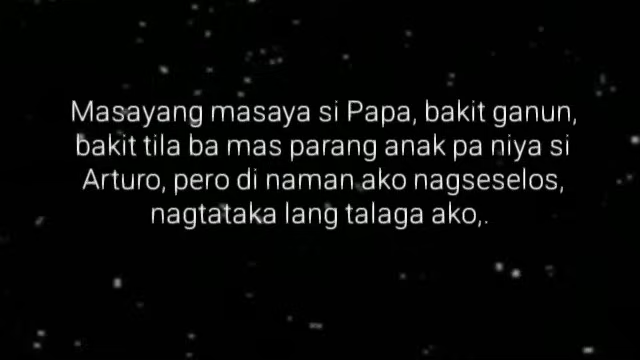 Masayang masaya si Papa, bakit ganun,
bakit tila ba mas parang anak pa niya si
Arturo, pero di naman ako nagseselos,
nagtataka lang talaga ako,.